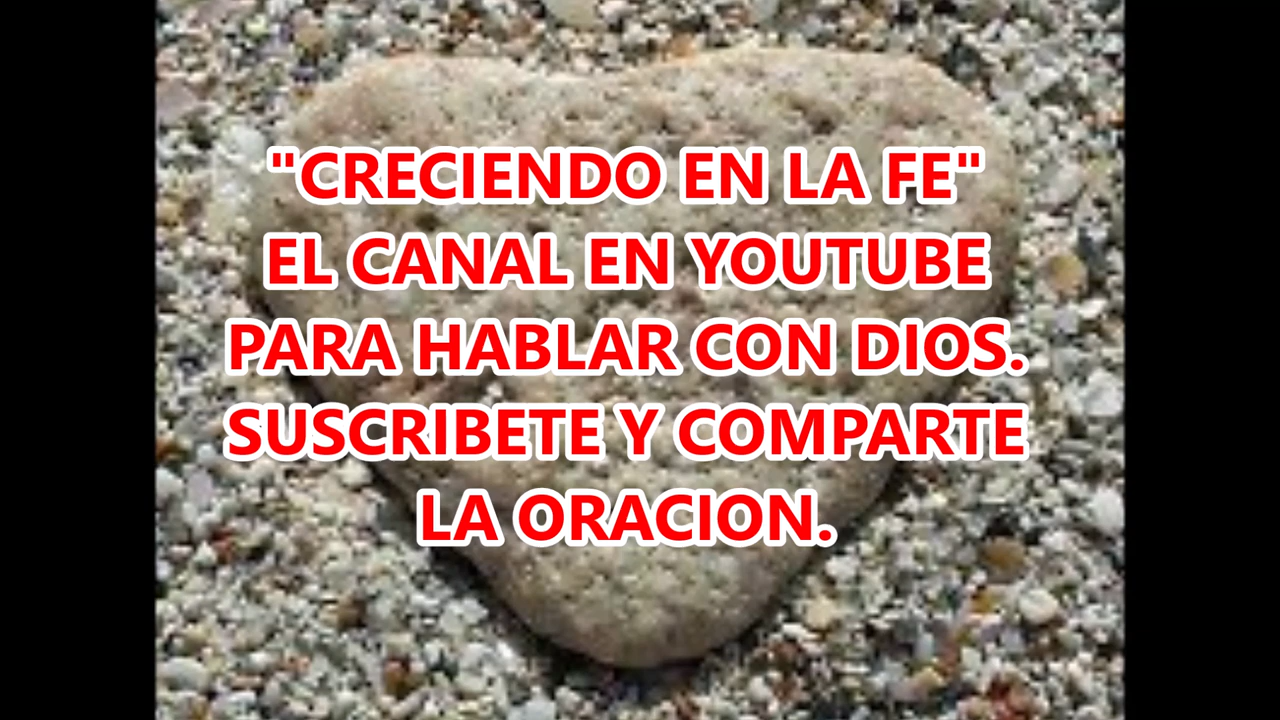 "CRECIENDO EN LA FE"
EL CANAL EN YOUTUBE
PARA HABLAR CON DIOS.
SUSCRIBETE Y COMPARTE
LA ORACION.